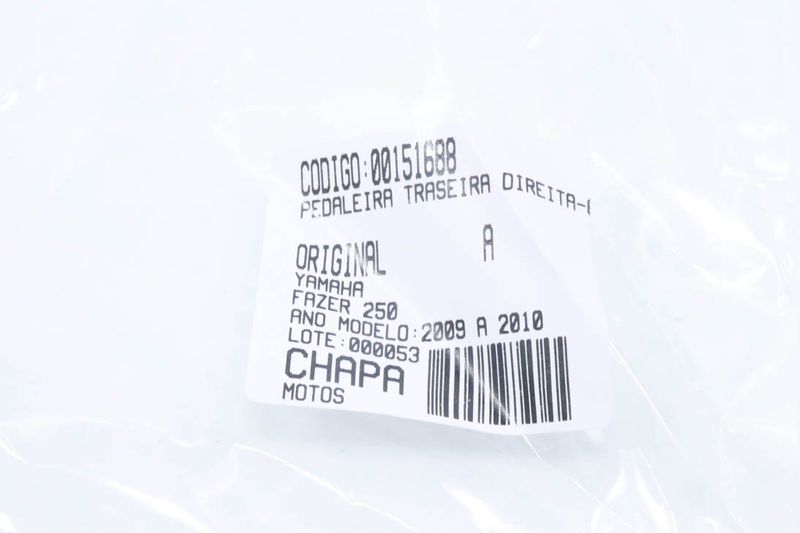 CODIGO:00151688
PEDALEIRA TRASEIRA DIREITA-
ORIGINAL A
YAMAHA
FAZER 250
ANO MODELO:2009 A 2010
LOTE:000053
CHAPA
MOTOS